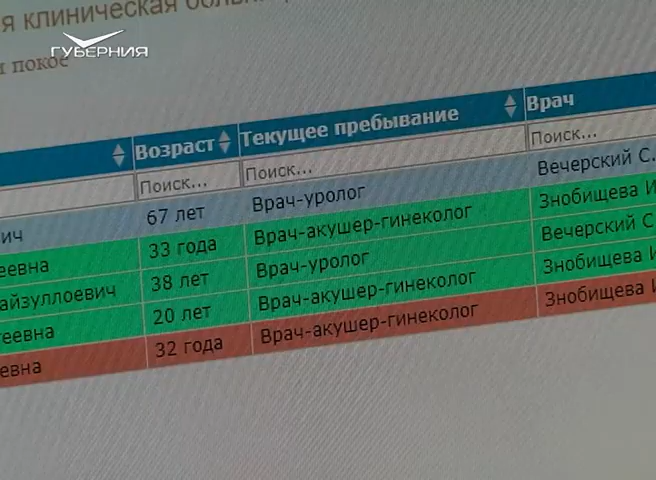 я клиническая
ГУБЕРНИЯ
покое
Возраст Текущее пребывание Врач
Поиск... Поиск... Поиск...
ич 67 лет Врач-уролог Вечерский С.
еевна 33 года Врач-акушер-гинеколог Знобищева И
айзуллоевич 38 лет Врач-уролог Вечерский С
геевна 20 лет Врач-акушер-гинеколог Знобищева И
евна 32 года Врач-акушер-гинеколог Знобищева И